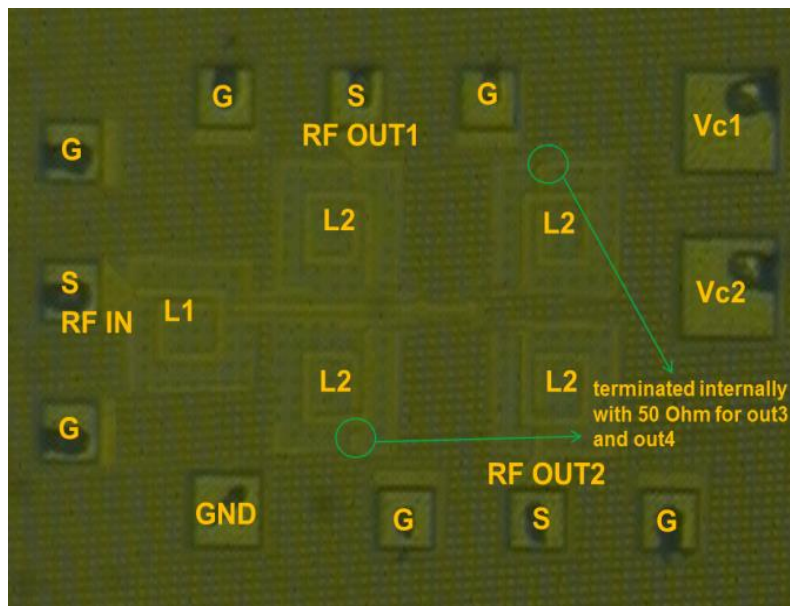 G
S
G
RF OUT1
Vc1
G
L2
L2
S
RF IN
L1
Vc2
L2
L2
terminated internally
with 50 Ohm for out3
and out4
G
RF OUT2
GND
G
S
G